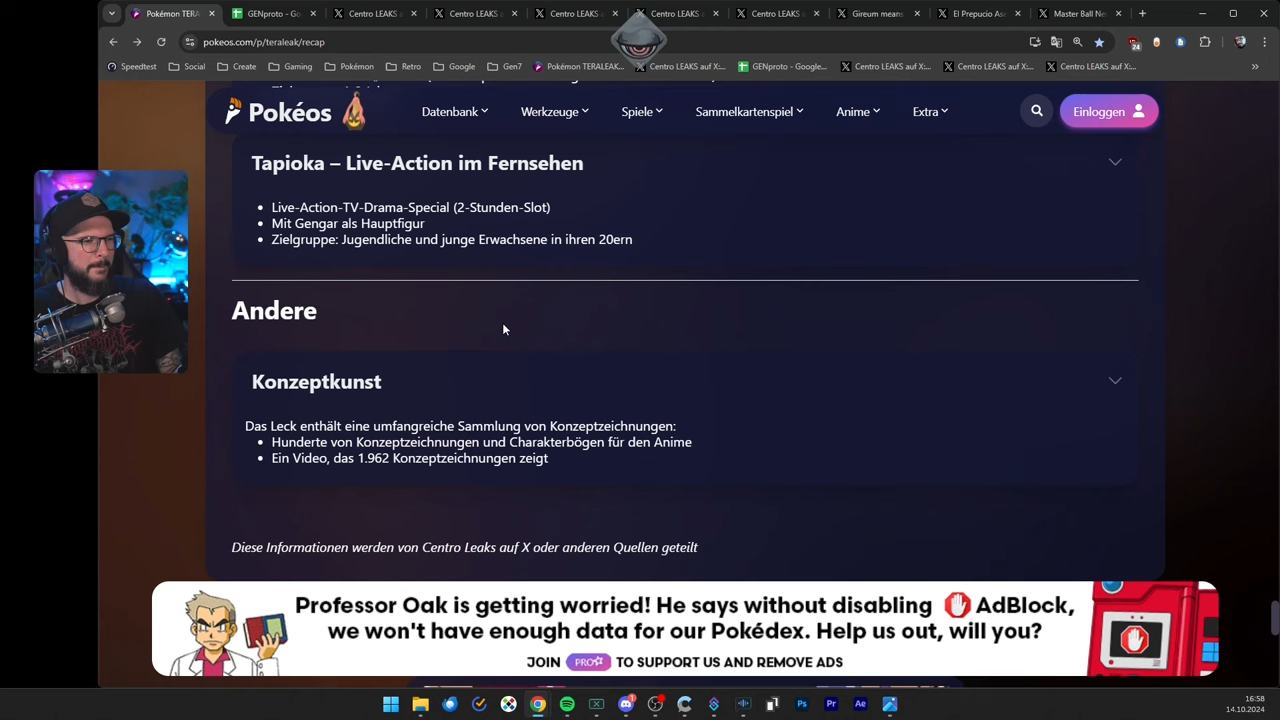 Pokémon TERA
GENproto - Go
Centro LEAKS
Centro LEAKS
Centro LEAKS
Centro LEAKS
Centro LEAKS
Gireum means
El Prepucio As
Master Ball Ne
pokeos.com/p/teraleak/recap
24
Speedtest
Social
Create
Gaming
Pokémon
Retro
Google
Gen7
Pokémon TERALEAK...
Centro LEAKS auf X:...
GENproto - Google...
Centro LEAKS auf X:...
Centro LEAKS auf X:...
Centro LEAKS auf X:...
Pokéos
Datenbank
Werkzeuge
Spiele
Sammelkartenspiel
Anime
Extra
Einloggen
Tapioka – Live-Action im Fernsehen
Live-Action-TV-Drama-Special (2-Stunden-Slot)
Mit Gengar als Hauptfigur
Zielgruppe: Jugendliche und junge Erwachsene in ihren 20ern
Andere
Konzeptkunst
Das Leck enthält eine umfangreiche Sammlung von Konzeptzeichnungen:
Hunderte von Konzeptzeichnungen und Charakterbögen für den Anime
Ein Video, das 1.962 Konzeptzeichnungen zeigt
Diese Informationen werden von Centro Leaks auf X oder anderen Quellen geteilt
Professor Oak is getting worried! He says without disabling AdBlock,
we won't have enough data for our Pokédex. Help us out, will you?
JOIN PRO TO SUPPORT US AND REMOVE ADS
1
Ps
Pr
Ae
16:58
14.10.2024